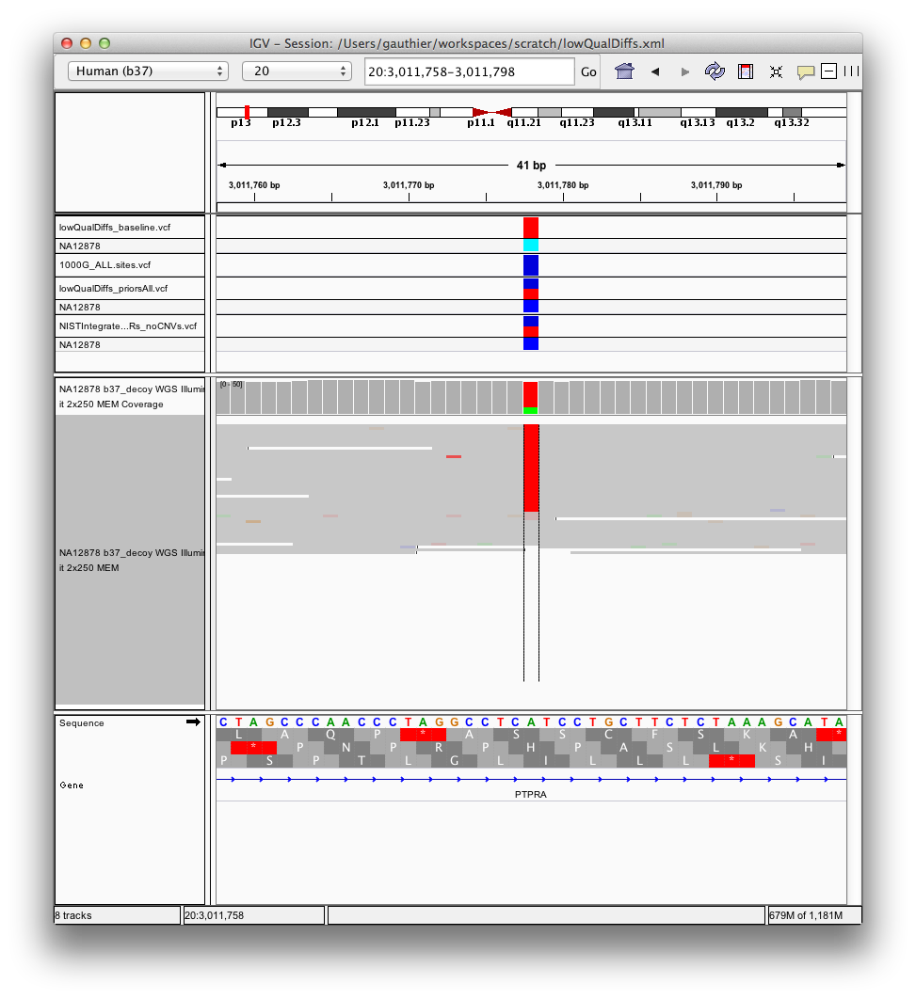 IGV - Session: /Users/gauthier/workspaces/scratch/lowQualDiffs.xml
Human (b37) 20 20:3,011,758-3,011,798 Go
p13 p12.3 p12.1 p11.23 p11.1 q11.21 q11.23 q13.11 q13.13 q13.2 q13.32
41 bp
3,011,760 bp 3,011,770 bp 3,011,780 bp 3,011,790 bp
lowQualDiffs_baseline.vcf
NA12878
1000G_ALL.sites.vcf
lowQualDiffs_priorsAll.vcf
NA12878
NISTIntegrate...Rs_noCNVs.vcf
NA12878
NA12878 b37_decoy WGS Illumi
it 2x250 MEM Coverage
[0 - 50]
NA12878 b37_decoy WGS Illumi
it 2x250 MEM
Sequence
C T A G C C C A A C C C T A G G C C T C A T C C T G C T T C T C T A A A G C A T A
L A Q P * A S S C F S K A *
* P N P R P H P A S L K H
P S P T L G L I L L L * S I
Gene
PTPRA
8 tracks 20:3,011,758 679M of 1,181M